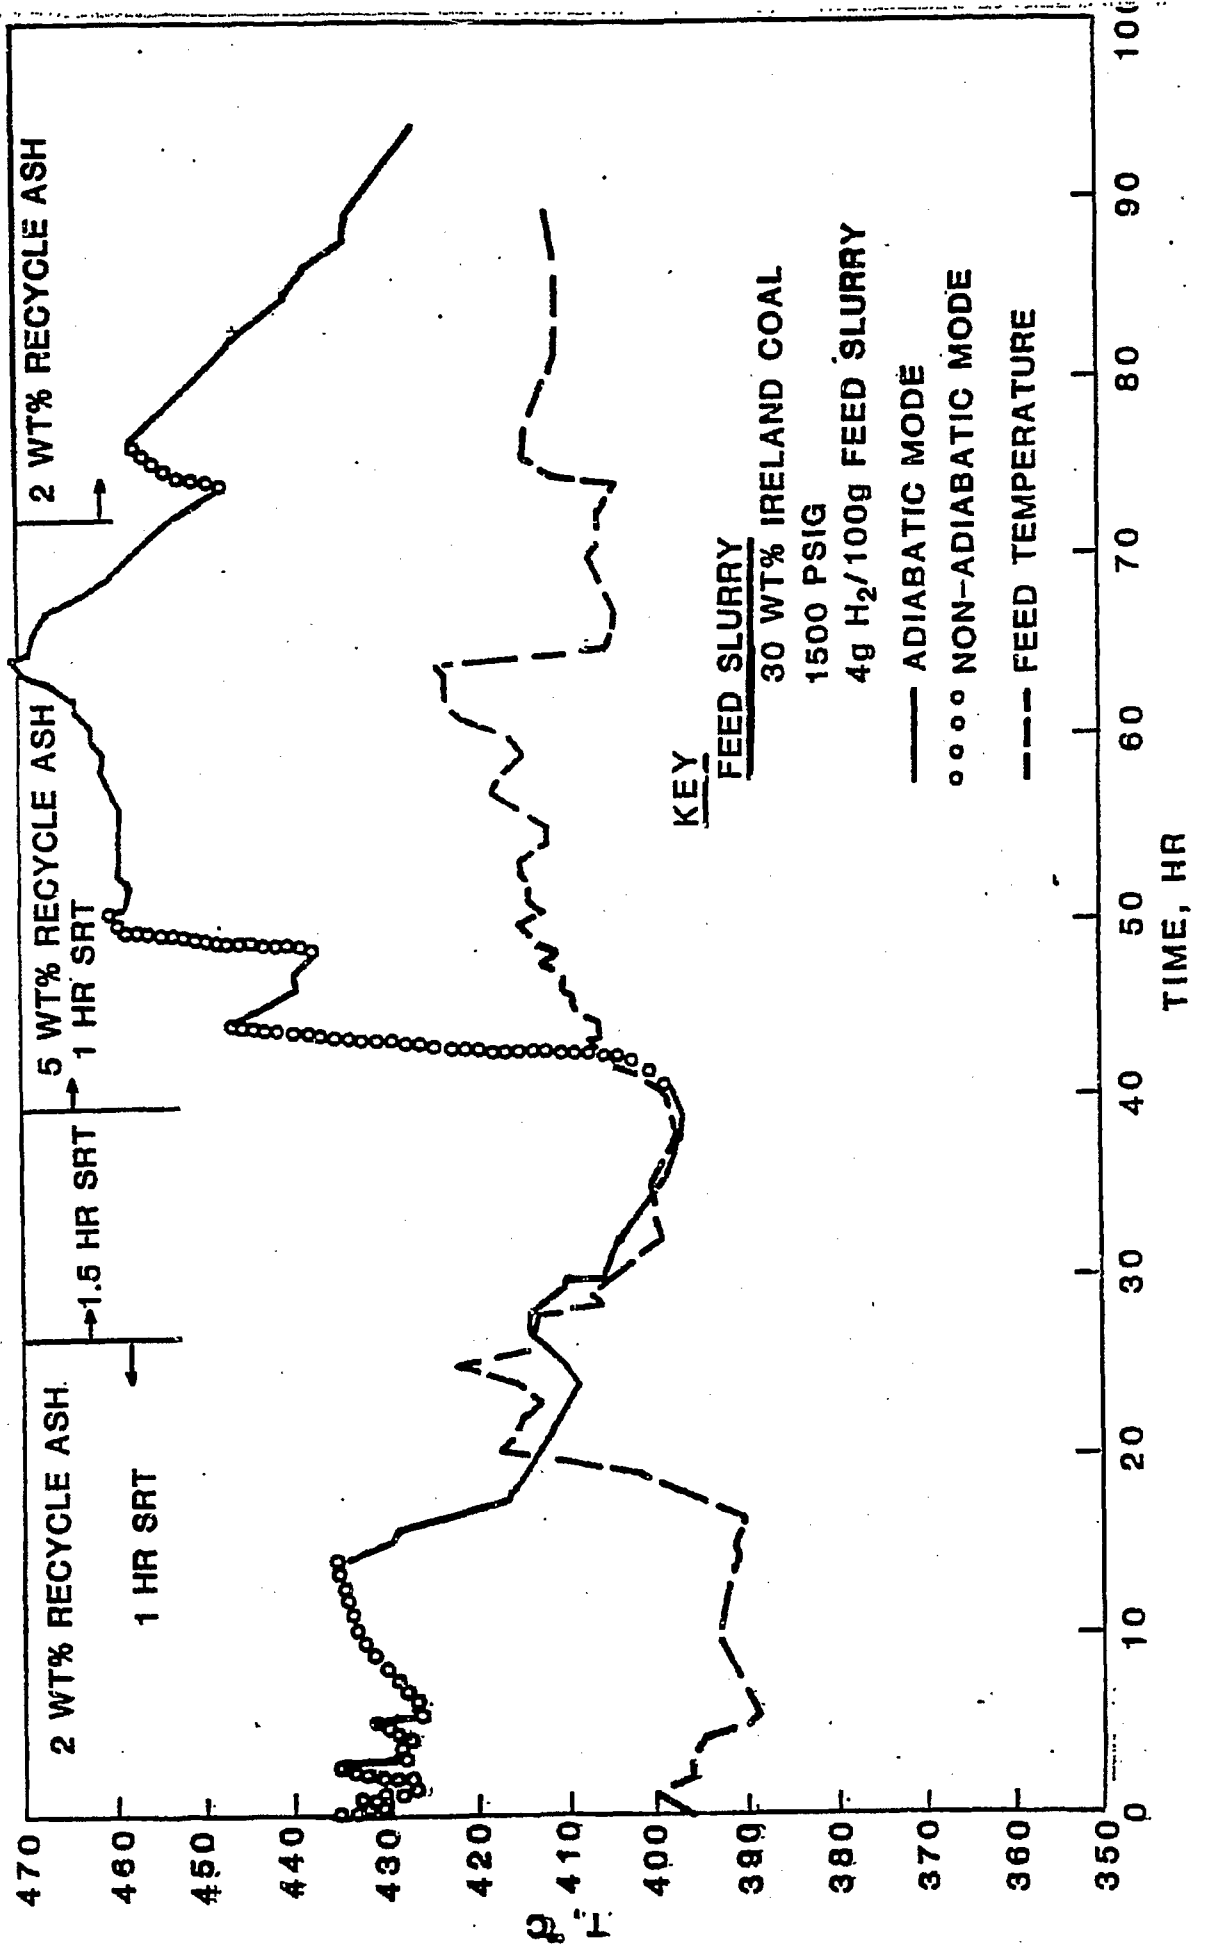 2 WT% RECYCLE ASH.
1 HR SRT
1.5 HR SRT
5 WT% RECYCLE ASH
1 HR SRT
2 WT% RECYCLE ASH
T, °C
470
460
450
440
430
420
410
400
390
380
370
360
350
0
10
20
30
40
50
60
70
80
90
100
TIME, HR
KEY
FEED SLURRY
30 WT% IRELAND COAL
1500 PSIG
4g H₂/100g FEED SLURRY
ADIABATIC MODE
NON-ADIABATIC MODE
FEED TEMPERATURE